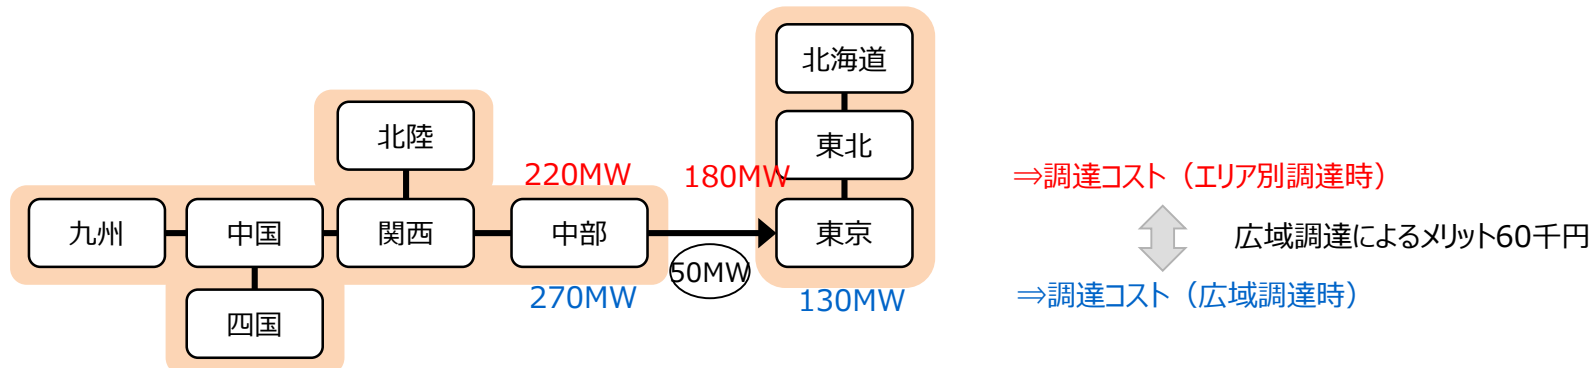 北海道
北陸
東北
220MW
180MW
⇒調達コスト（エリア別調達時）
九州
中国
関西
中部
東京
広域調達によるメリット60千円
50MW
270MW
130MW
⇒調達コスト（広域調達時）
四国